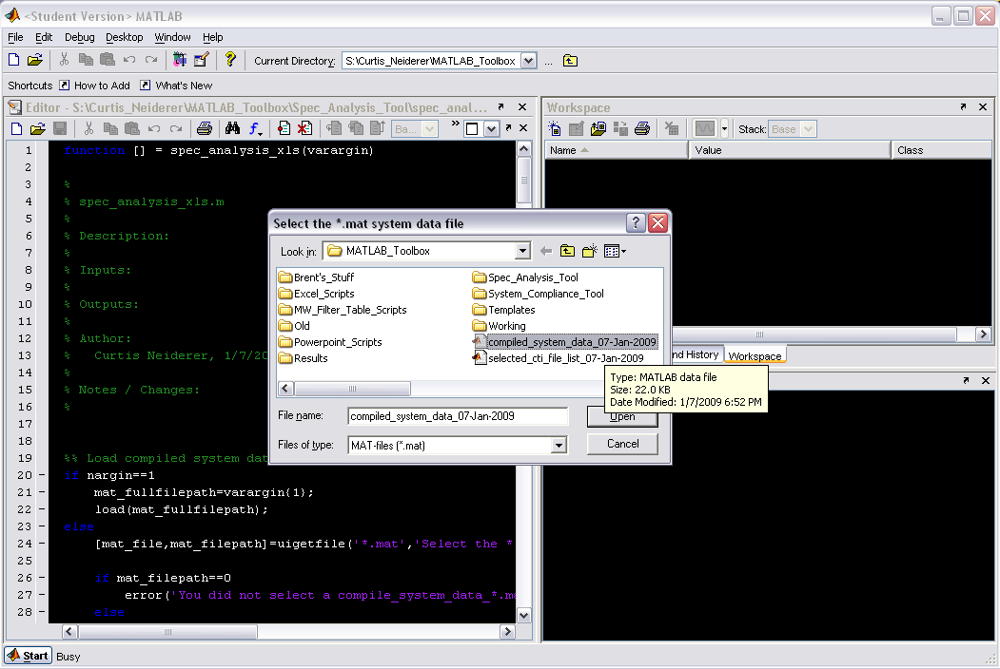 <Student Version> MATLAB
File Edit Debug Desktop Window Help
Current Directory: S:\Curtis_Neiderer\MATLAB_Toolbox ...
Shortcuts How to Add What's New
Editor - S:\Curtis_Neiderer\MATLAB_Toolbox\Spec_Analysis_Tool\spec_anal...
Ba...
1 function [] = spec_analysis_xls(varargin)
2
3 %
4 % spec_analysis_xls.m
5 %
6 % Description:
7 %
8 % Inputs:
9 %
10 % Outputs:
11 %
12 % Author:
13 % Curtis Neiderer, 1/7/20
14 %
15 % Notes / Changes:
16 %
17
18
19 %% Load compiled system dat
20 - if nargin==1
21 - mat_fullfilepath=varargin{1};
22 - load(mat_fullfilepath);
23 - else
24 - [mat_file,mat_filepath]=uigetfile('*.mat','Select the *
25
26 - if mat_filepath==0
27 - error('You did not select a compile_system_data_*.ma
28 - else
Workspace
Stack: Base
Name Value Class
Select the *.mat system data file
Look in: MATLAB_Toolbox
Brent's_Stuff
Excel_Scripts
MW_Filter_Table_Scripts
Old
Powerpoint_Scripts
Results
Spec_Analysis_Tool
System_Compliance_Tool
Templates
Working
compiled_system_data_07-Jan-2009
selected_cti_file_list_07-Jan-2009
Type: MATLAB data file
Size: 22.0 KB
Date Modified: 1/7/2009 6:52 PM
File name: compiled_system_data_07-Jan-2009
Open
Files of type: MAT-files (*.mat)
Cancel
nd History Workspace
Start Busy